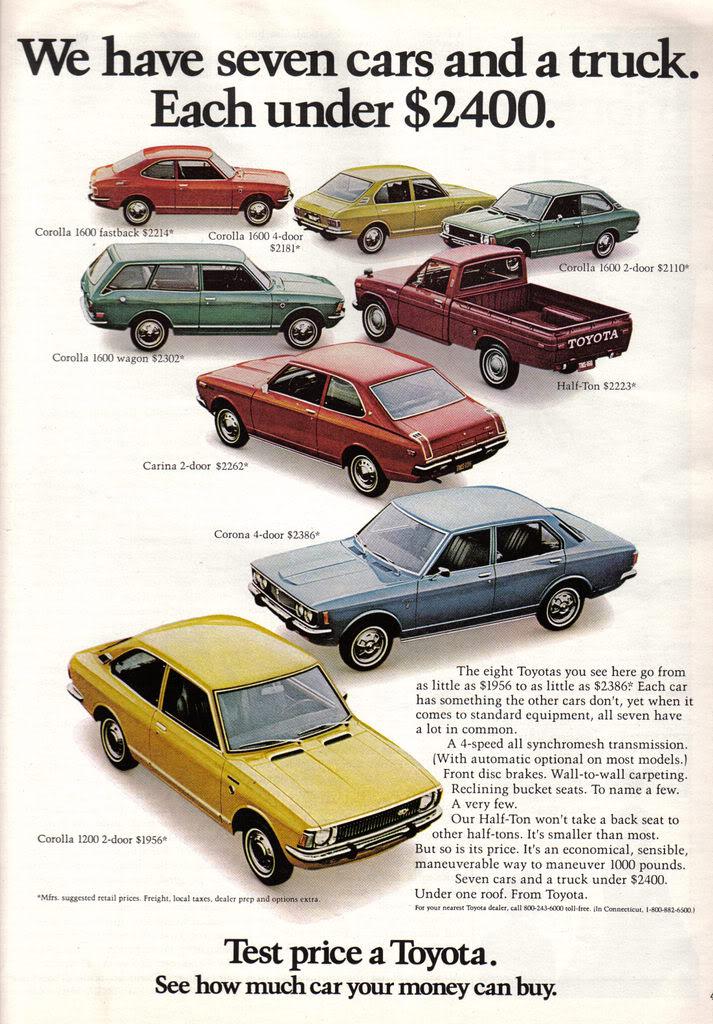 We have seven cars and a truck.
Each under $2400.
Corolla 1600 fastback $2214*
Corolla 1600 4-door
$2181*
Corolla 1600 2-door $2110*
Corolla 1600 wagon $2302*
TOYOTA
Half-Ton $2223*
Carina 2-door $2262*
Corona 4-door $2386*
The eight Toyotas you see here go from
as little as $1956 to as little as $2386* Each car
has something the other cars don't, yet when it
comes to standard equipment, all seven have
a lot in common.
A 4-speed all synchromesh transmission.
(With automatic optional on most models.)
Front disc brakes. Wall-to-wall carpeting.
Reclining bucket seats. To name a few.
A very few.
Our Half-Ton won't take a back seat to
other half-tons. It's smaller than most.
But so is its price. It's an economical, sensible,
maneuverable way to maneuver 1000 pounds.
Seven cars and a truck under $2400.
Under one roof. From Toyota.
For your nearest Toyota dealer, call 800-243-6000 toll-free. (In Connecticut, 1-800-882-6500.)
Corolla 1200 2-door $1956*
*Mfrs. suggested retail prices. Freight, local taxes, dealer prep and options extra.
Test price a Toyota.
See how much car your money can buy.